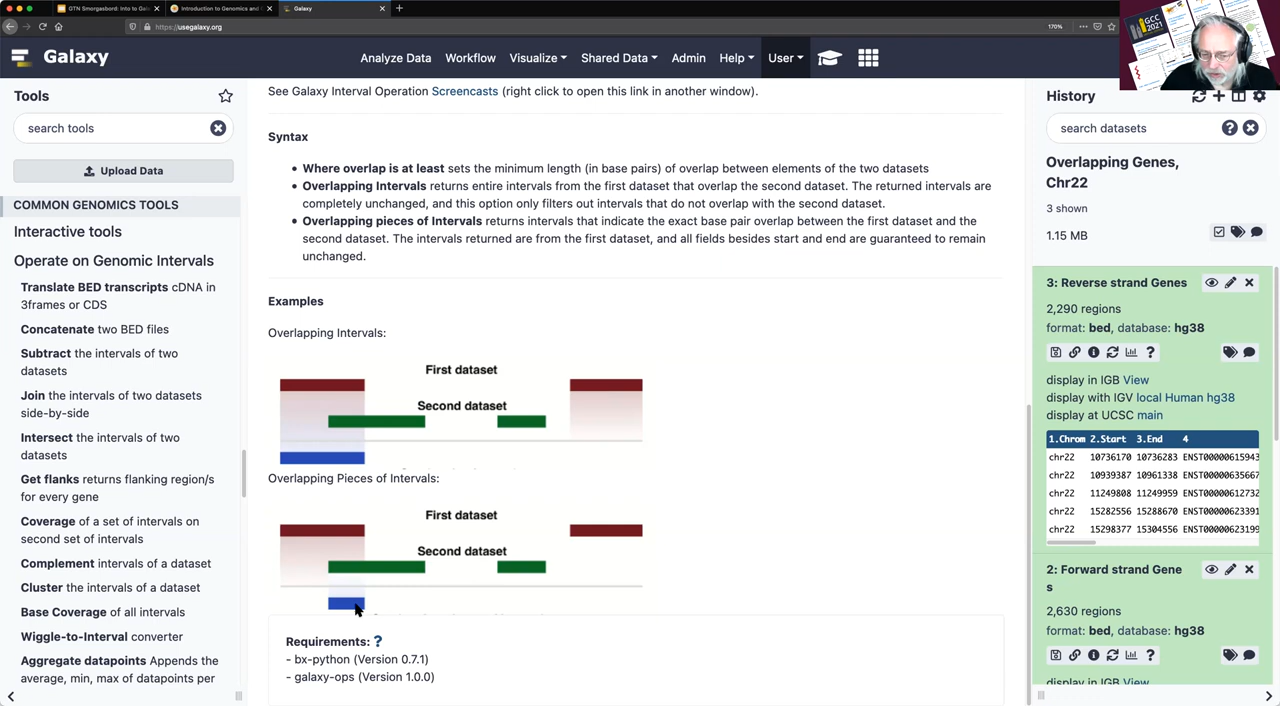 GTN Smorgasbord: Into to Gala
Introduction to Genomics and G
Galaxy
https://usegalaxy.org
170%
GCC
2021
Galaxy
Analyze Data
Workflow
Visualize
Shared Data
Admin
Help
User
Tools
search tools
Upload Data
COMMON GENOMICS TOOLS
Interactive tools
Operate on Genomic Intervals
Translate BED transcripts cDNA in
3frames or CDS
Concatenate two BED files
Subtract the intervals of two
datasets
Join the intervals of two datasets
side-by-side
Intersect the intervals of two
datasets
Get flanks returns flanking region/s
for every gene
Coverage of a set of intervals on
second set of intervals
Complement intervals of a dataset
Cluster the intervals of a dataset
Base Coverage of all intervals
Wiggle-to-Interval converter
Aggregate datapoints Appends the
average, min, max of datapoints per
See Galaxy Interval Operation Screencasts (right click to open this link in another window).
Syntax
Where overlap is at least sets the minimum length (in base pairs) of overlap between elements of the two datasets
Overlapping Intervals returns entire intervals from the first dataset that overlap the second dataset. The returned intervals are
completely unchanged, and this option only filters out intervals that do not overlap with the second dataset.
Overlapping pieces of Intervals returns intervals that indicate the exact base pair overlap between the first dataset and the
second dataset. The intervals returned are from the first dataset, and all fields besides start and end are guaranteed to remain
unchanged.
Examples
Overlapping Intervals:
First dataset
Second dataset
Overlapping Pieces of Intervals:
First dataset
Second dataset
Requirements: ?
- bx-python (Version 0.7.1)
- galaxy-ops (Version 1.0.0)
History
search datasets
Overlapping Genes,
Chr22
3 shown
1.15 MB
3: Reverse strand Genes
2,290 regions
format: bed, database: hg38
display in IGB View
display with IGV local Human hg38
display at UCSC main
1.Chrom 2.Start 3.End 4
chr22 10736170 10736283 ENST00000615943
chr22 10939387 10961338 ENST00000635667
chr22 11249808 11249959 ENST00000612732
chr22 15282556 15288670 ENST00000623391
chr22 15298377 15304556 ENST00000623199
2: Forward strand Gene
s
2,630 regions
format: bed, database: hg38
display in IGB View